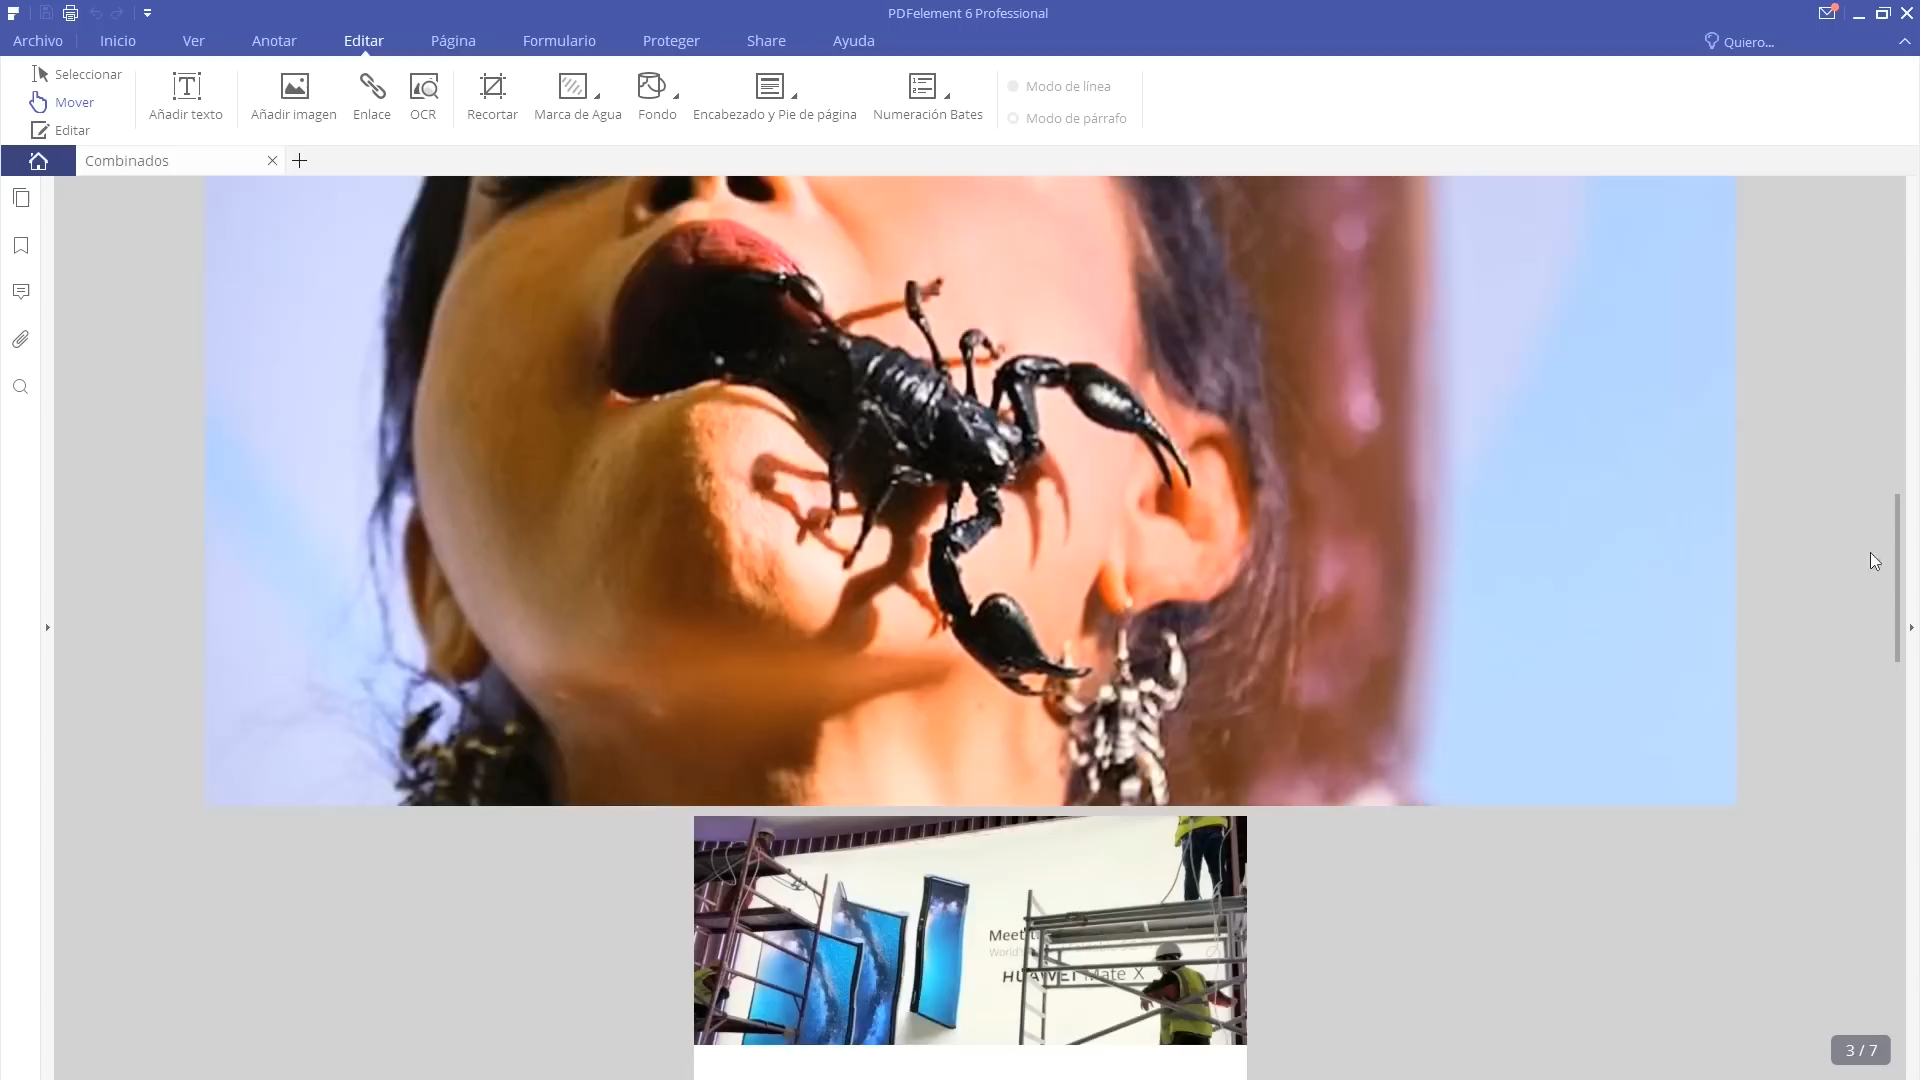 PDFelement 6 Professional
Archivo
Inicio
Ver
Anotar
Editar
Página
Formulario
Proteger
Share
Ayuda
Quiero...
Seleccionar
Mover
Editar
Añadir texto
Añadir imagen
Enlace
OCR
Recortar
Marca de Agua
Fondo
Encabezado y Pie de página
Numeración Bates
Modo de línea
Modo de párrafo
Combinados
Meet
HUAWEI Mate X
3 / 7